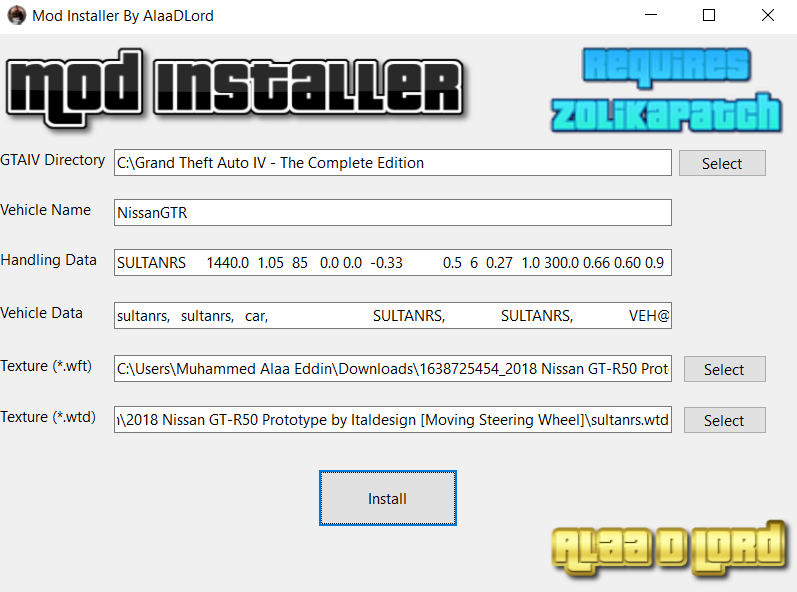 Mod Installer By AlaaDLord
mod installer
Requires
Zolikapatch
GTAIV Directory C:\Grand Theft Auto IV - The Complete Edition Select
Vehicle Name NissanGTR
Handling Data SULTANRS 1440.0 1.05 85 0.0 0.0 -0.33 0.5 6 0.27 1.0 300.0 0.66 0.60 0.9
Vehicle Data sultanrs, sultanrs, car, SULTANRS, SULTANRS, VEH@
Texture (*.wft) C:\Users\Muhammed Alaa Eddin\Downloads\1638725454_2018 Nissan GT-R50 Prot Select
Texture (*.wtd) \2018 Nissan GT-R50 Prototype by Italdesign [Moving Steering Wheel]\sultanrs.wtd Select
Install
Alaa D Lord